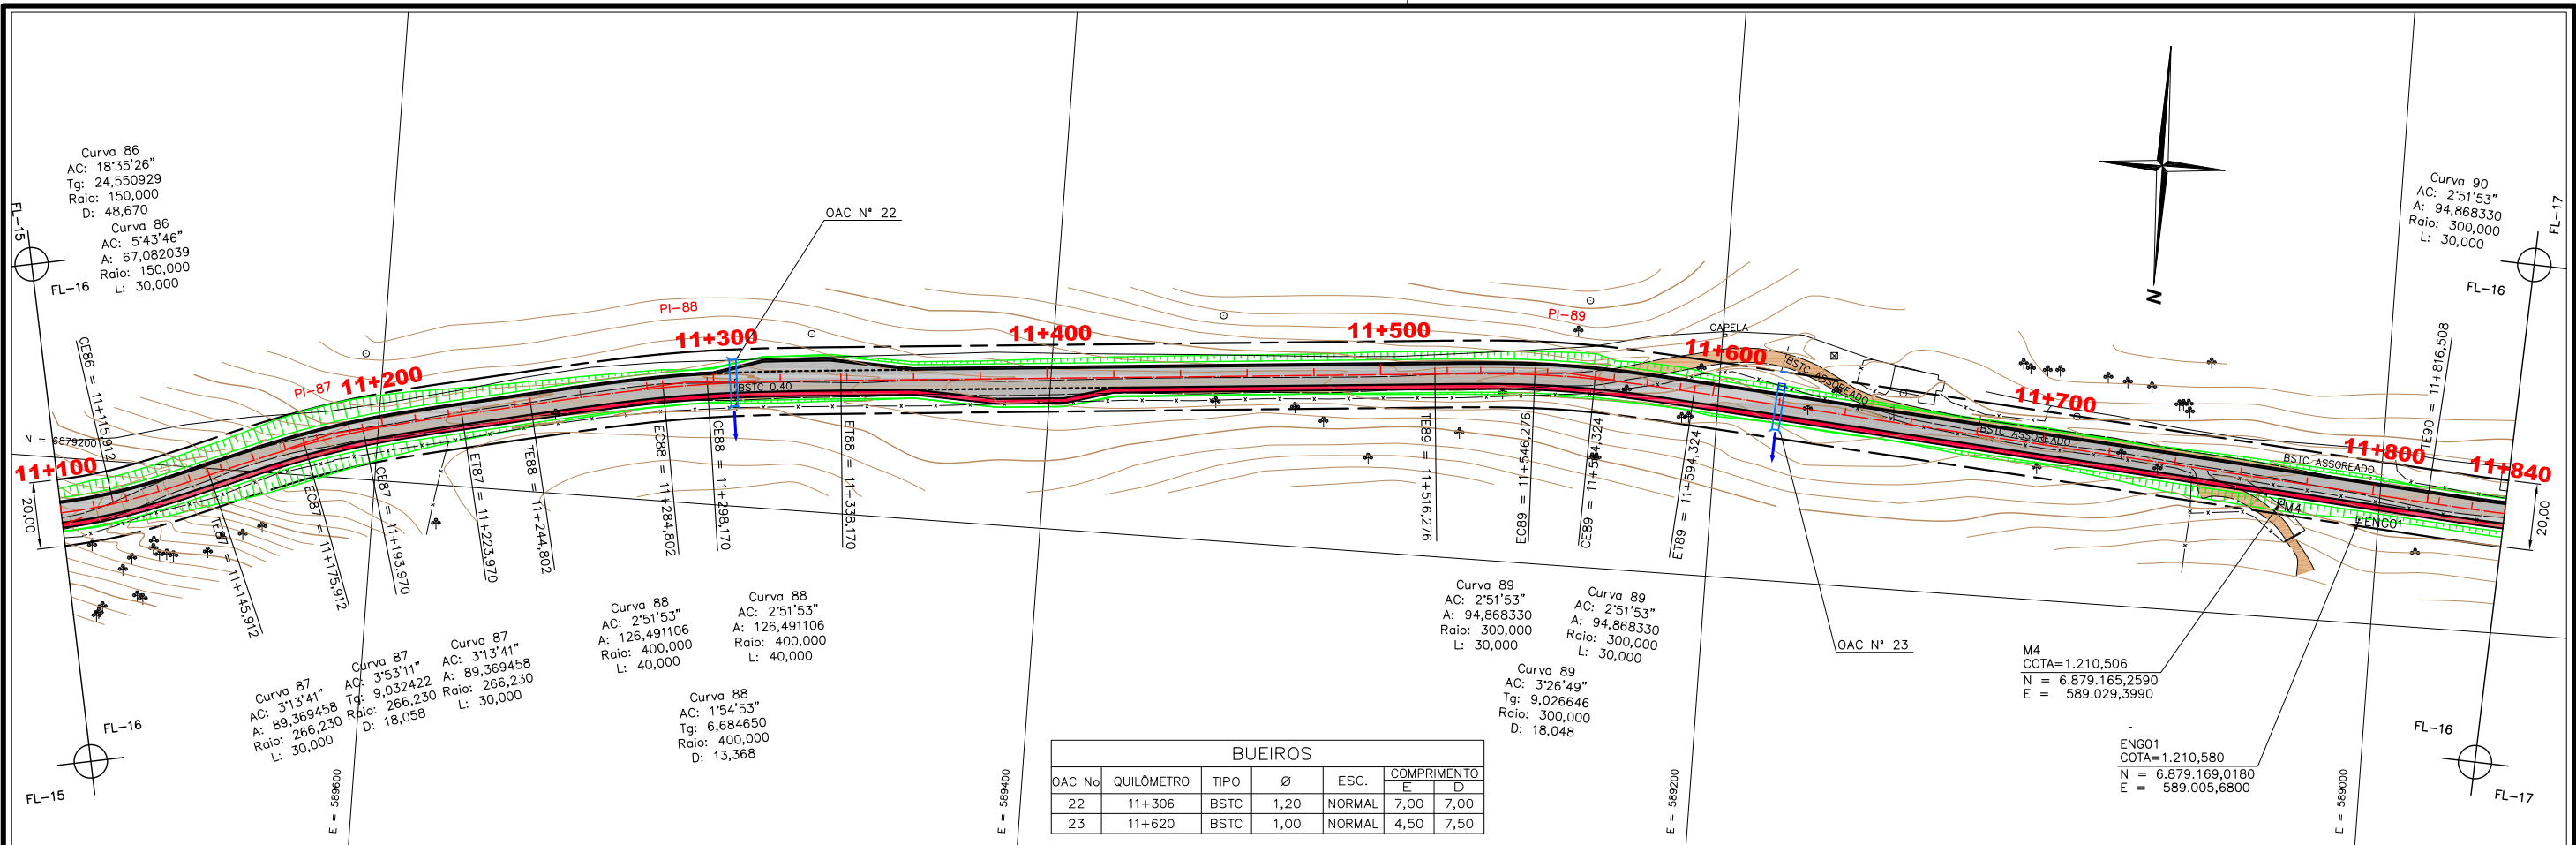 Curva 86
AC: 18°35'26"
Tg: 24,550929
Raio: 150,000
D: 48,670
Curva 86
AC: 5°43'46"
A: 67,082039
Raio: 150,000
L: 30,000
FL-15
FL-16
OAC N° 22
Curva 90
AC: 2°51'53"
A: 94,868330
Raio: 300,000
L: 30,000
FL-17
FL-16
N
PI-87
PI-88
PI-89
CAPELA
11+100
11+200
11+300
11+400
11+500
11+600
11+700
11+800
11+840
N = 6879200
20,00
20,00
BSTC 0,40
BSTC ASSOREADO
BSTC ASSOREADO
BSTC ASSOREADO
CE86 = 11+115,912
TE87 = 11+145,912
EC87 = 11+175,912
CE87 = 11+193,970
ET87 = 11+223,970
TE88 = 11+244,802
EC88 = 11+284,802
CE88 = 11+298,170
ET88 = 11+338,170
TE89 = 11+516,276
EC89 = 11+546,276
CE89 = 11+564,324
ET89 = 11+594,324
TE90 = 11+816,508
M4
ENG01
Curva 87
AC: 3°13'41"
A: 89,369458
Raio: 266,230
L: 30,000
Curva 87
AC: 3°53'11"
Tg: 9,032422
Raio: 266,230
D: 18,058
Curva 87
AC: 3°13'41"
A: 89,369458
Raio: 266,230
L: 30,000
Curva 88
AC: 2°51'53"
A: 126,491106
Raio: 400,000
L: 40,000
Curva 88
AC: 2°51'53"
A: 126,491106
Raio: 400,000
L: 40,000
Curva 88
AC: 1°54'53"
Tg: 6,684650
Raio: 400,000
D: 13,368
Curva 89
AC: 2°51'53"
A: 94,868330
Raio: 300,000
L: 30,000
Curva 89
AC: 2°51'53"
A: 94,868330
Raio: 300,000
L: 30,000
Curva 89
AC: 3°26'49"
Tg: 9,026646
Raio: 300,000
D: 18,048
OAC N° 23
M4
COTA=1.210,506
N = 6.879.165,2590
E = 589.029,3990
-
ENG01
COTA=1.210,580
N = 6.879.169,0180
E = 589.005,6800
FL-16
FL-15
FL-16
FL-17
E = 589600
E = 589400
E = 589200
E = 589000
BUEIROS
OAC No QUILÔMETRO TIPO Ø ESC. COMPRIMENTO
E D
22 11+306 BSTC 1,20 NORMAL 7,00 7,00
23 11+620 BSTC 1,00 NORMAL 4,50 7,50